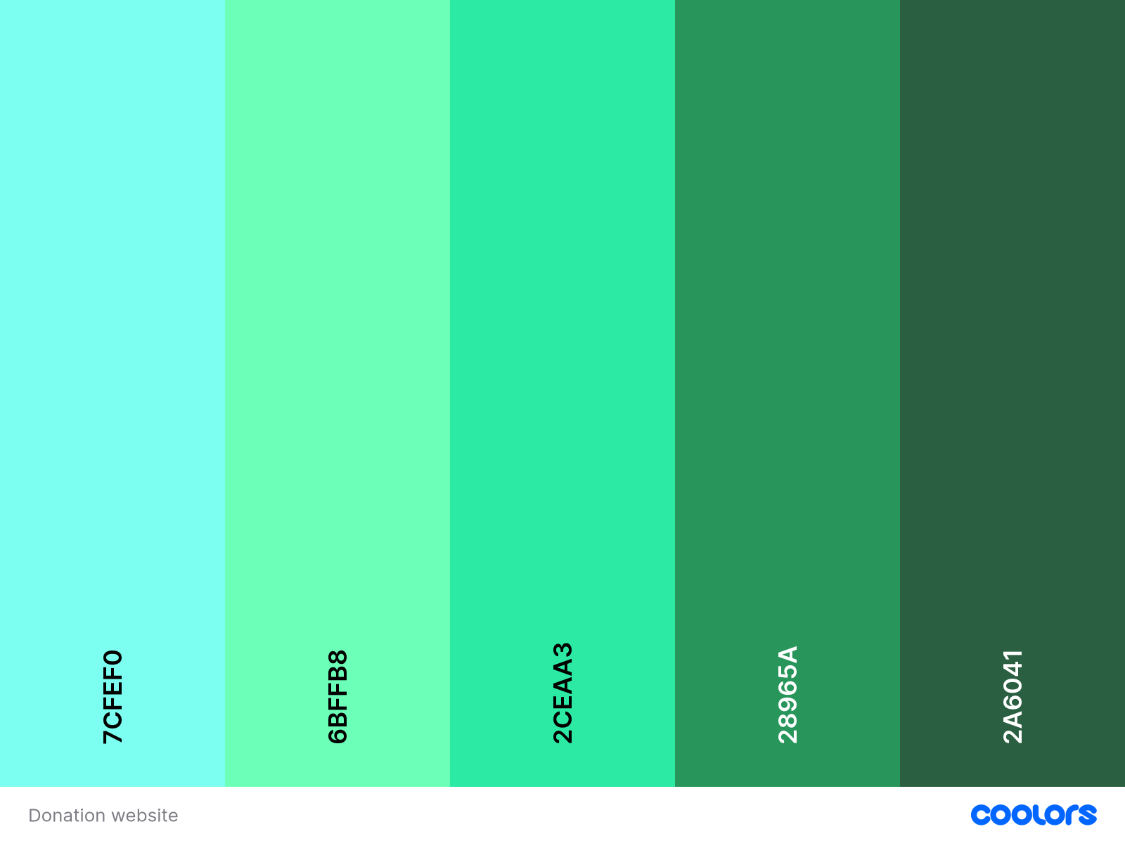 7CFEF0
6BFFB8
2CEAA3
28965A
2A6041
Donation website
coolors